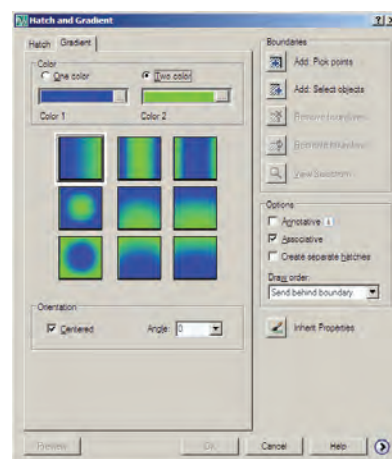 Hatch and Gradient
Hatch Gradient
Color
One color
Two color
Color 1
Color 2
Orientation
Centered
Angle: 0
Boundaries
Add: Pick points
Add: Select objects
Remove boundaries
Recreate boundary
View Selections
Options
Annotative
Associative
Create separate hatches
Draw order:
Send behind boundary
Inherit Properties
Preview
OK
Cancel
Help